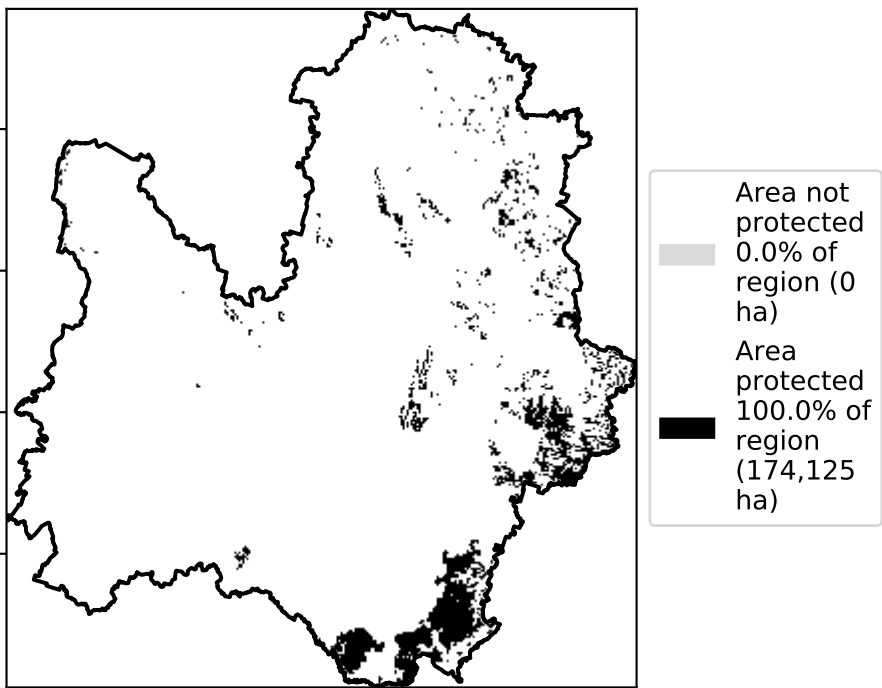 Area not
protected
0.0% of
region (0
ha)
Area
protected
100.0% of
region
(174,125
ha)